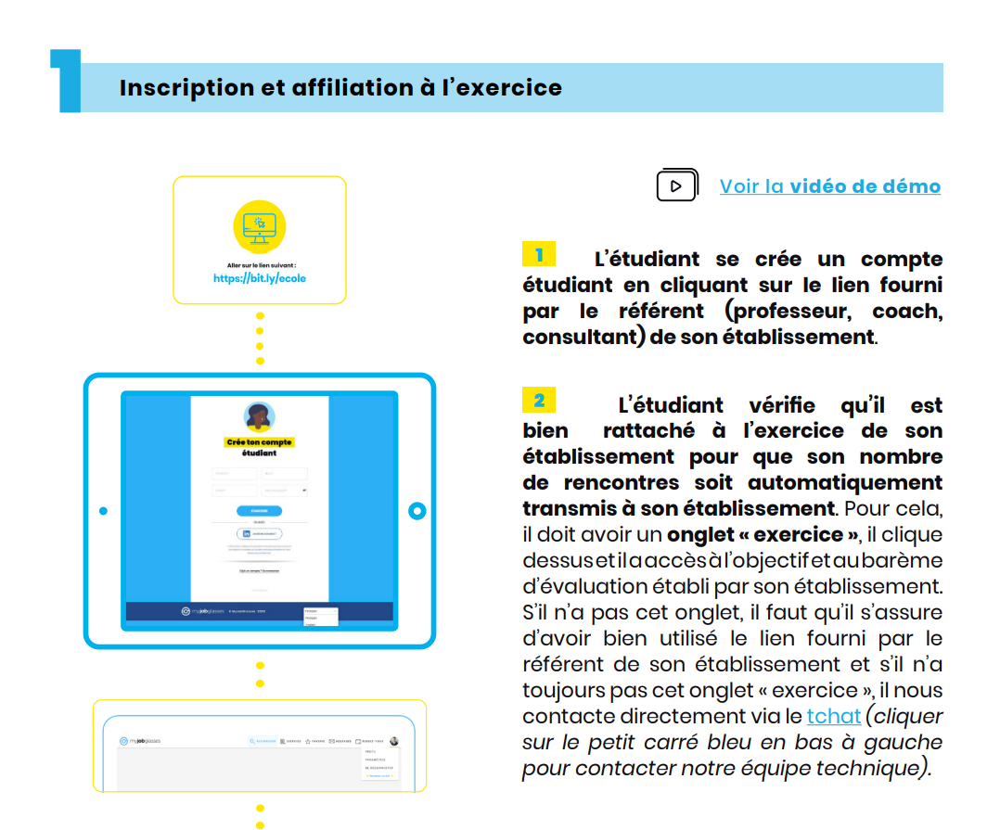 1
Inscription et affiliation à l’exercice
Aller sur le lien suivant :
https://bit.ly/ecole
Crée ton compte
étudiant
myjobglasses
myjobglasses
EXERCICE
PROFIL
PARAMÈTRES
SE DÉCONNECTER
Voir la vidéo de démo
1 L’étudiant se crée un compte
étudiant en cliquant sur le lien fourni
par le référent (professeur, coach,
consultant) de son établissement.
2 L’étudiant vérifie qu’il est
bien rattaché à l’exercice de son
établissement pour que son nombre
de rencontres soit automatiquement
transmis à son établissement. Pour cela,
il doit avoir un onglet « exercice », il clique
dessus et il a accès à l’objectif et au barème
d’évaluation établi par son établissement.
S’il n’a pas cet onglet, il faut qu’il s’assure
d’avoir bien utilisé le lien fourni par le
référent de son établissement et s’il n’a
toujours pas cet onglet « exercice », il nous
contacte directement via le tchat (cliquer
sur le petit carré bleu en bas à gauche
pour contacter notre équipe technique).